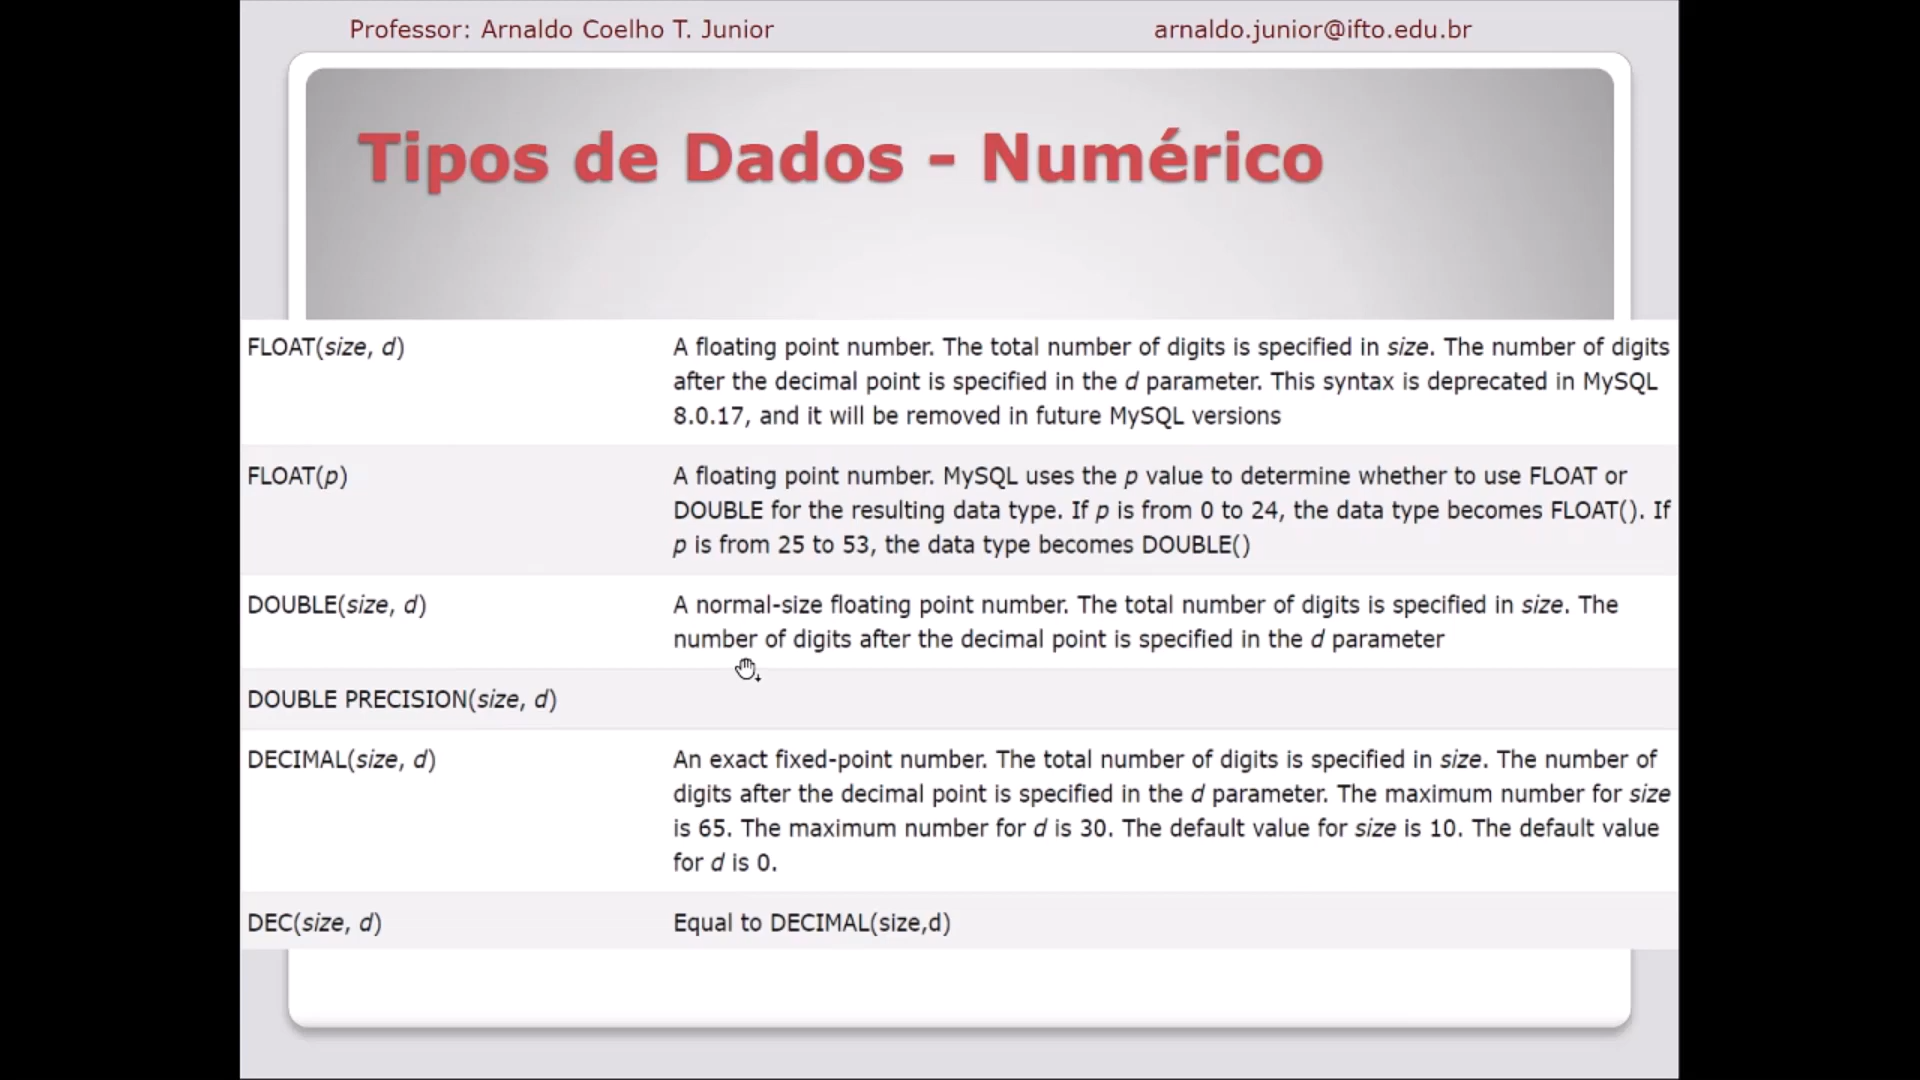 Professor: Arnaldo Coelho T. Junior
arnaldo.junior@ifto.edu.br
Tipos de Dados - Numérico
FLOAT(size, d)
A floating point number. The total number of digits is specified in size. The number of digits
after the decimal point is specified in the d parameter. This syntax is deprecated in MySQL
8.0.17, and it will be removed in future MySQL versions
FLOAT(p)
A floating point number. MySQL uses the p value to determine whether to use FLOAT or
DOUBLE for the resulting data type. If p is from 0 to 24, the data type becomes FLOAT(). If
p is from 25 to 53, the data type becomes DOUBLE()
DOUBLE(size, d)
A normal-size floating point number. The total number of digits is specified in size. The
number of digits after the decimal point is specified in the d parameter
DOUBLE PRECISION(size, d)
DECIMAL(size, d)
An exact fixed-point number. The total number of digits is specified in size. The number of
digits after the decimal point is specified in the d parameter. The maximum number for size
is 65. The maximum number for d is 30. The default value for size is 10. The default value
for d is 0.
DEC(size, d)
Equal to DECIMAL(size,d)